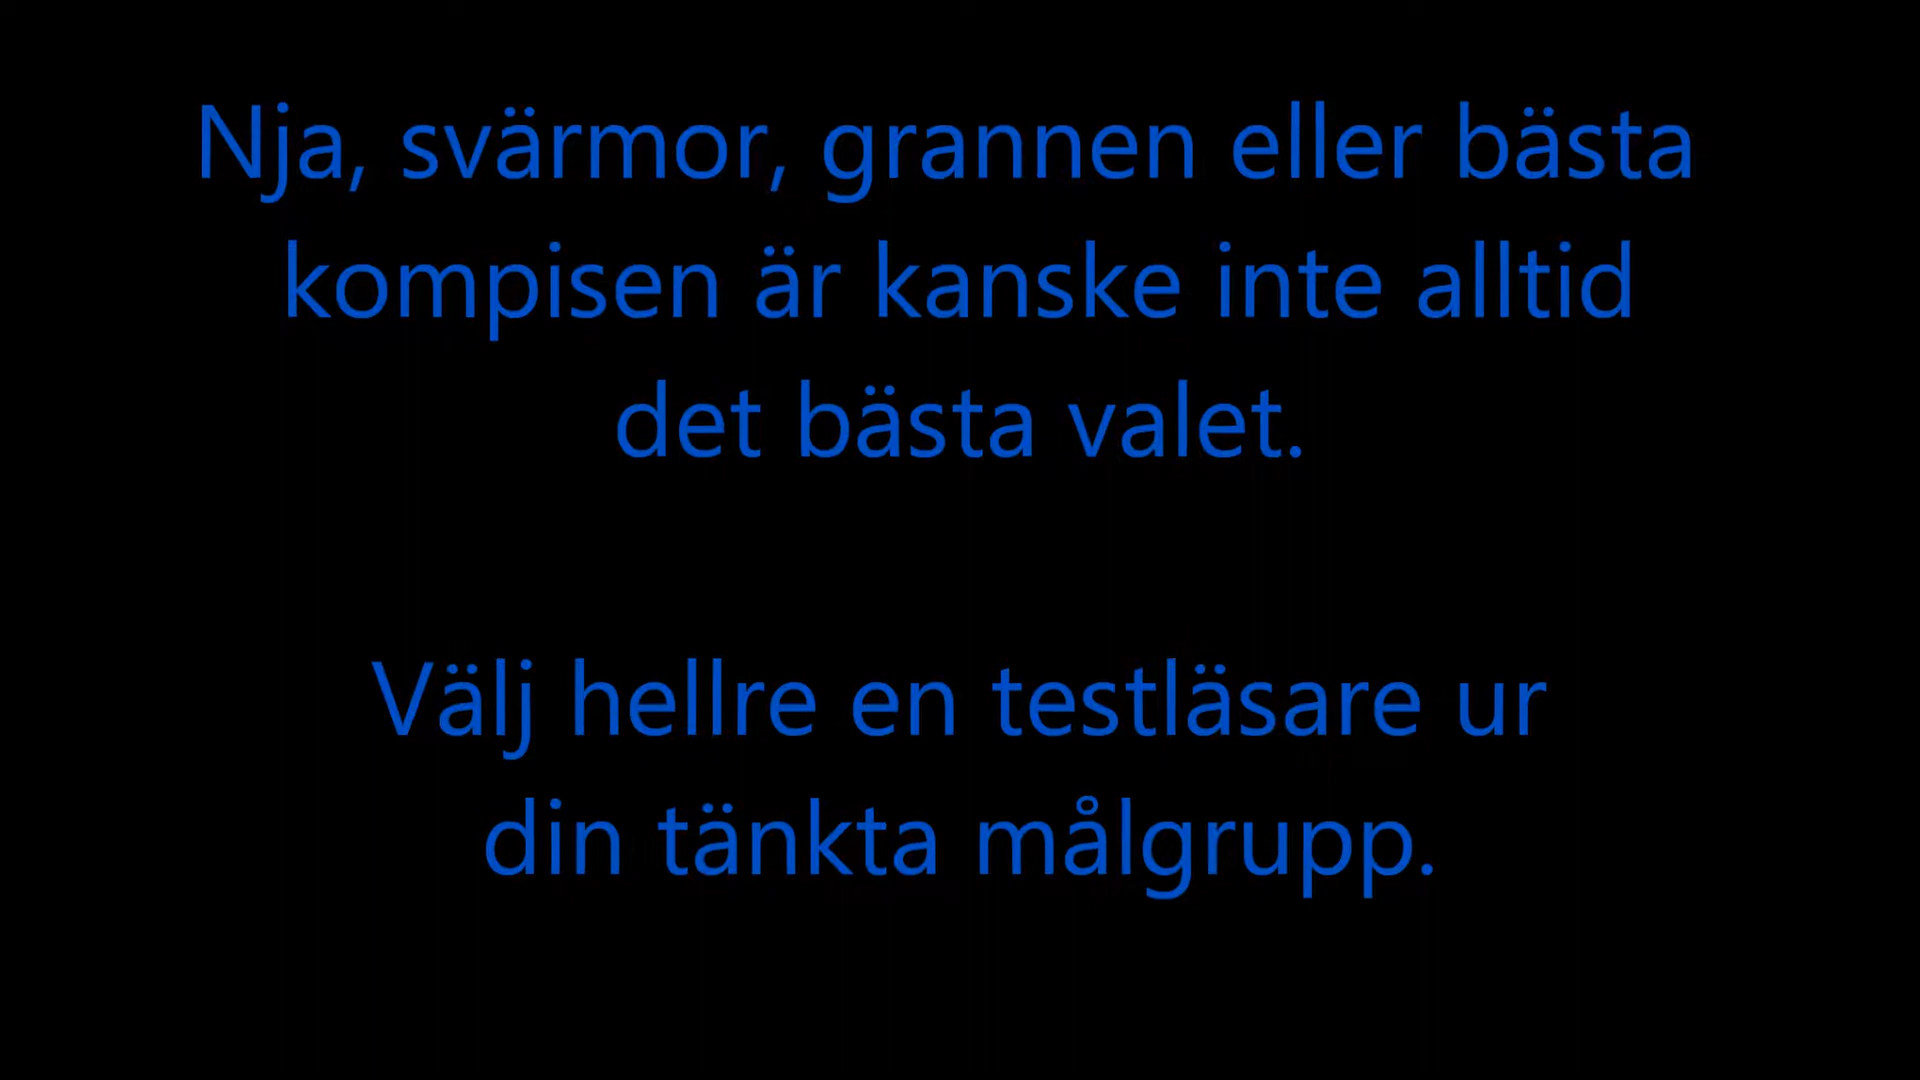 Nja, svärmor, grannen eller bästa
kompisen är kanske inte alltid
det bästa valet.
Välj hellre en testläsare ur
din tänkta målgrupp.